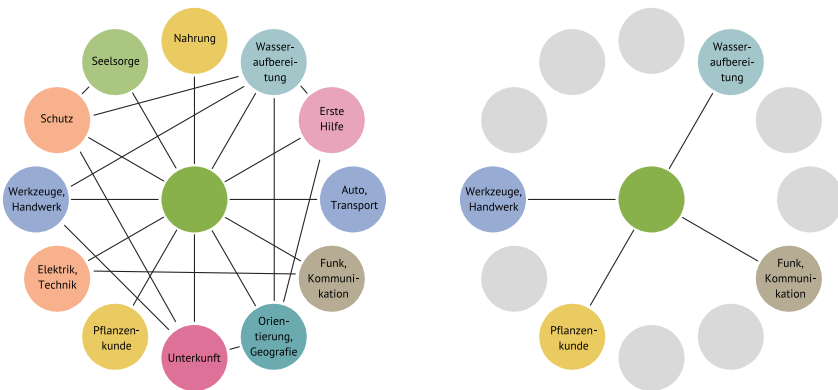 Nahrung
Wasser-
aufberei-
tung
Erste
Hilfe
Auto,
Transport
Funk,
Kommuni-
kation
Orien-
tierung,
Geografie
Unterkunft
Pflanzen-
kunde
Elektrik,
Technik
Werkzeuge,
Handwerk
Schutz
Seelsorge
Wasser-
aufberei-
tung
Funk,
Kommuni-
kation
Pflanzen-
kunde
Werkzeuge,
Handwerk